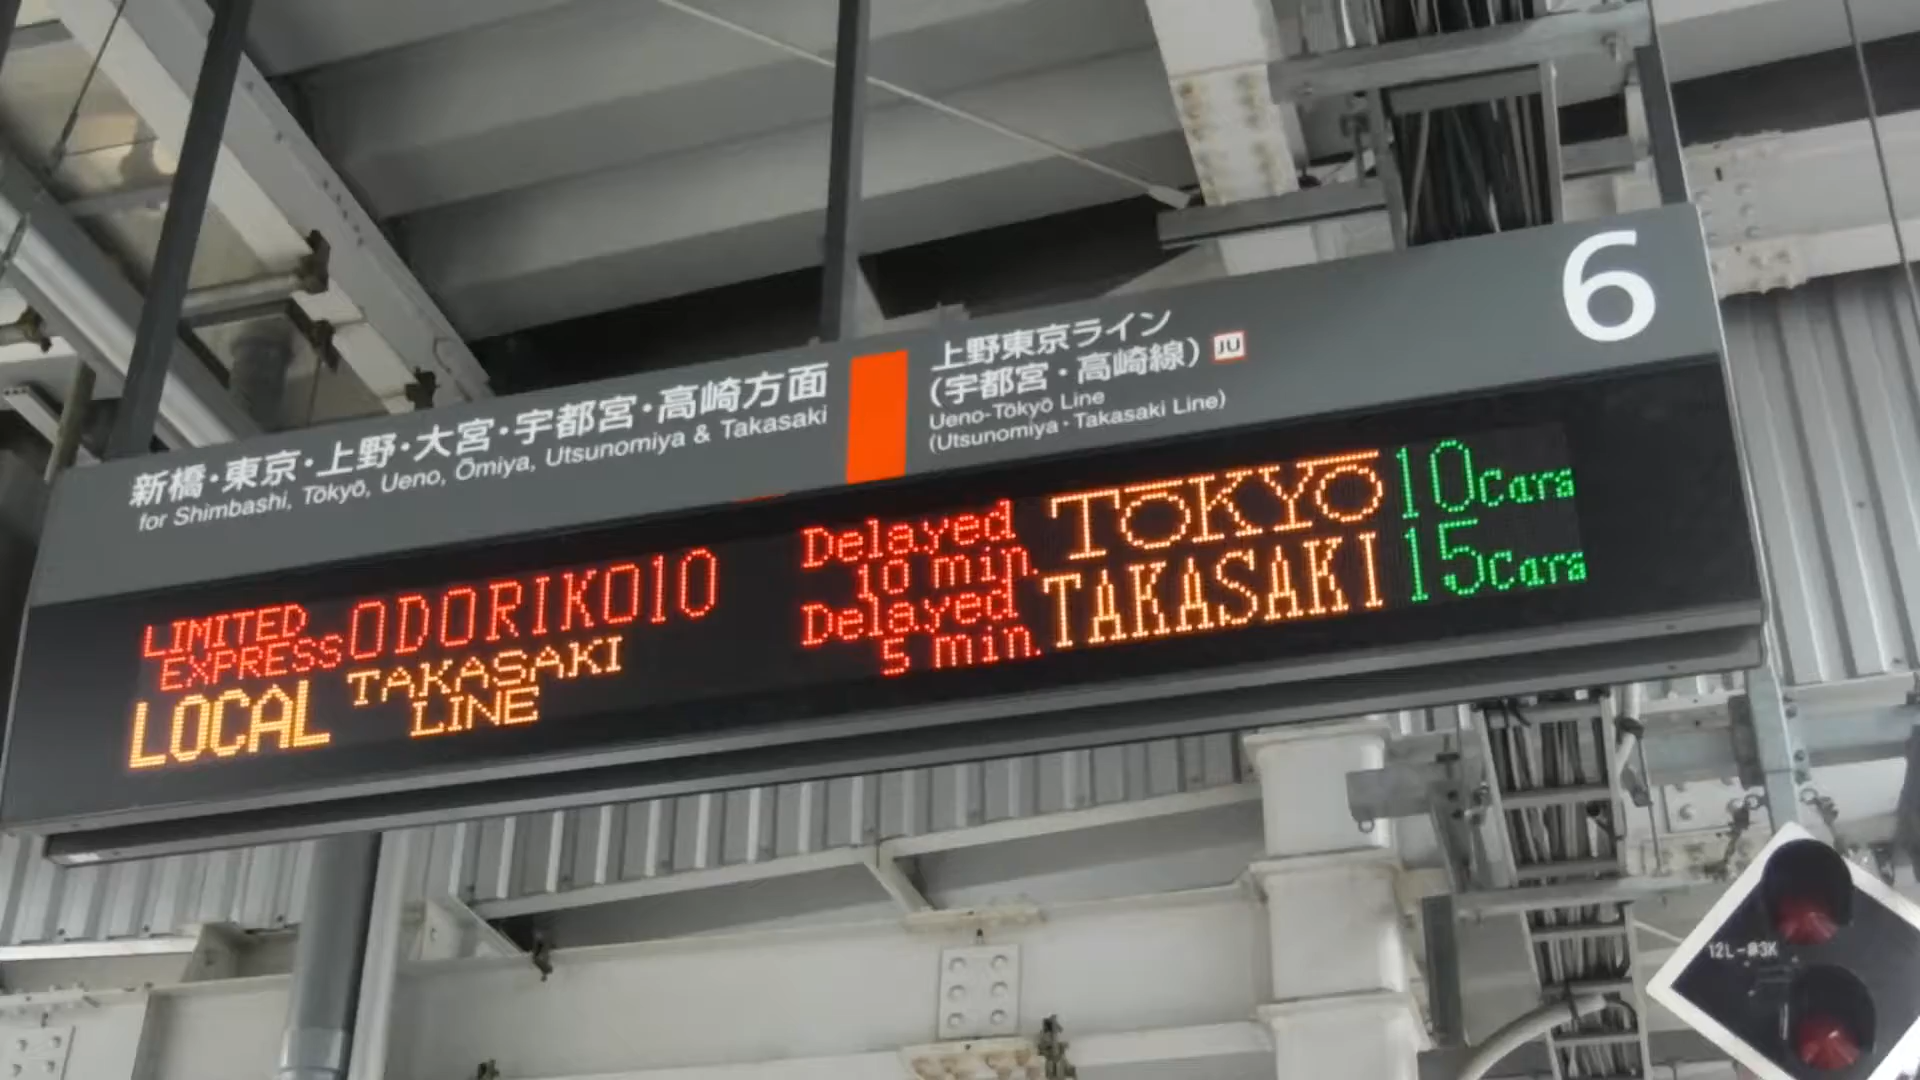 6
新橋・東京・上野・大宮・宇都宮・高崎方面
for Shimbashi, Tōkyō, Ueno, Ōmiya, Utsunomiya & Takasaki
上野東京ライン
(宇都宮・高崎線) JU
Ueno-Tōkyō Line
(Utsunomiya・Takasaki Line)
LIMITED EXPRESS ODORIKO10 Delayed 10 min. TŌKYŌ 10cars
LOCAL TAKASAKI LINE Delayed 5 min. TAKASAKI 15cars